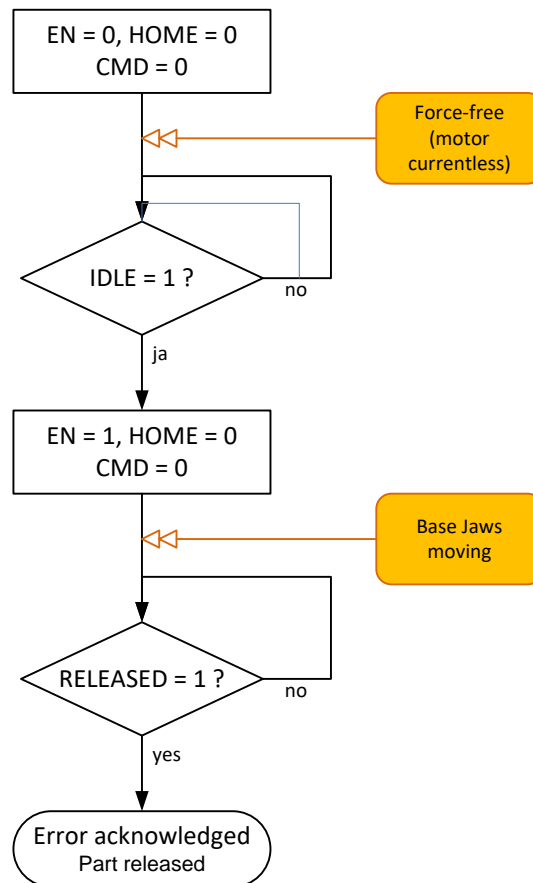 EN = 0, HOME = 0
CMD = 0
Force-free
(motor
currentless)
IDLE = 1 ?
no
ja
EN = 1, HOME = 0
CMD = 0
Base Jaws
moving
RELEASED = 1 ?
no
yes
Error acknowledged
Part released